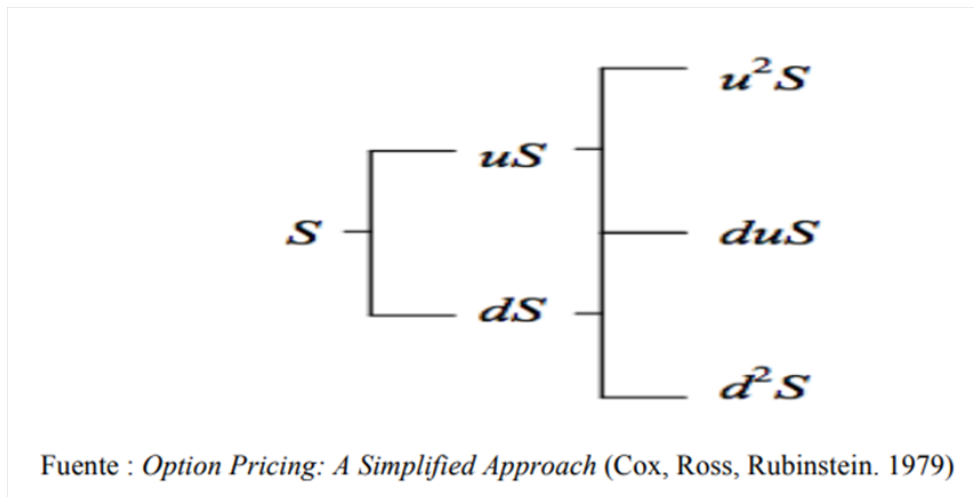 u²S
uS
S
duS
dS
d²S
Fuente : Option Pricing: A Simplified Approach (Cox, Ross, Rubinstein. 1979)